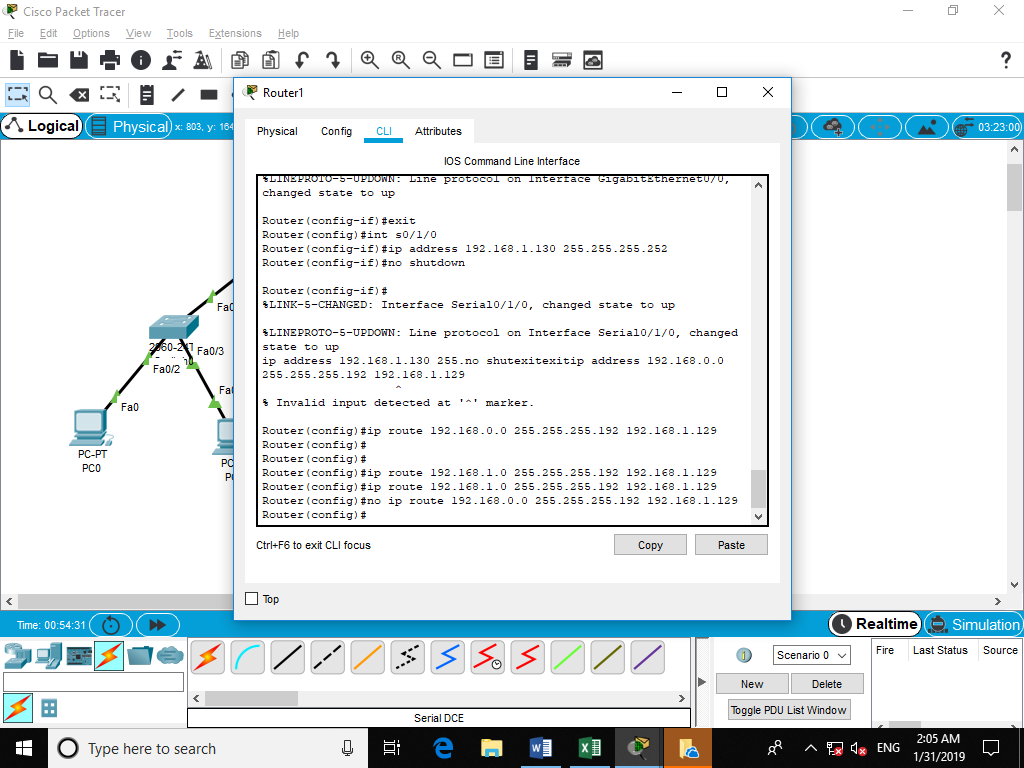 Cisco Packet Tracer
File Edit Options View Tools Extensions Help
Logical
Physical
x: 803, y: 164
03:23:00
Router1
Physical Config CLI Attributes
IOS Command Line Interface
%LINEPROTO-5-UPDOWN: Line protocol on Interface GigabitEthernet0/0,
changed state to up
Router(config-if)#exit
Router(config)#int s0/1/0
Router(config-if)#ip address 192.168.1.130 255.255.255.252
Router(config-if)#no shutdown
Router(config-if)#
%LINK-5-CHANGED: Interface Serial0/1/0, changed state to up
%LINEPROTO-5-UPDOWN: Line protocol on Interface Serial0/1/0, changed
state to up
ip address 192.168.1.130 255.no shutexitexitip address 192.168.0.0
255.255.255.192 192.168.1.129
^
% Invalid input detected at '^' marker.
Router(config)#ip route 192.168.0.0 255.255.255.192 192.168.1.129
Router(config)#
Router(config)#
Router(config)#ip route 192.168.1.0 255.255.255.192 192.168.1.129
Router(config)#ip route 192.168.1.0 255.255.255.192 192.168.1.129
Router(config)#no ip route 192.168.0.0 255.255.255.192 192.168.1.129
Router(config)#
Ctrl+F6 to exit CLI focus
Copy
Paste
Top
Fa0
Fa0/3
Fa0/2
Fa0
PC-PT
PC0
Time: 00:54:31
Realtime
Simulation
Scenario 0
Fire Last Status Source
New
Delete
Toggle PDU List Window
Serial DCE
Type here to search
ENG
2:05 AM
1/31/2019